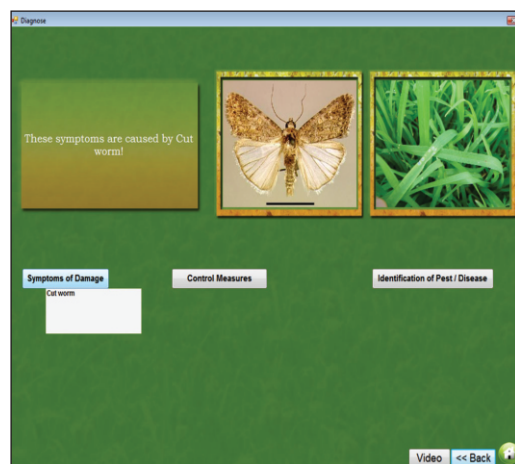 Diagnose
These symptoms are caused by Cut
worm!
Symptoms of Damage
Control Measures
Identification of Pest / Disease
Cut worm
Video
<< Back